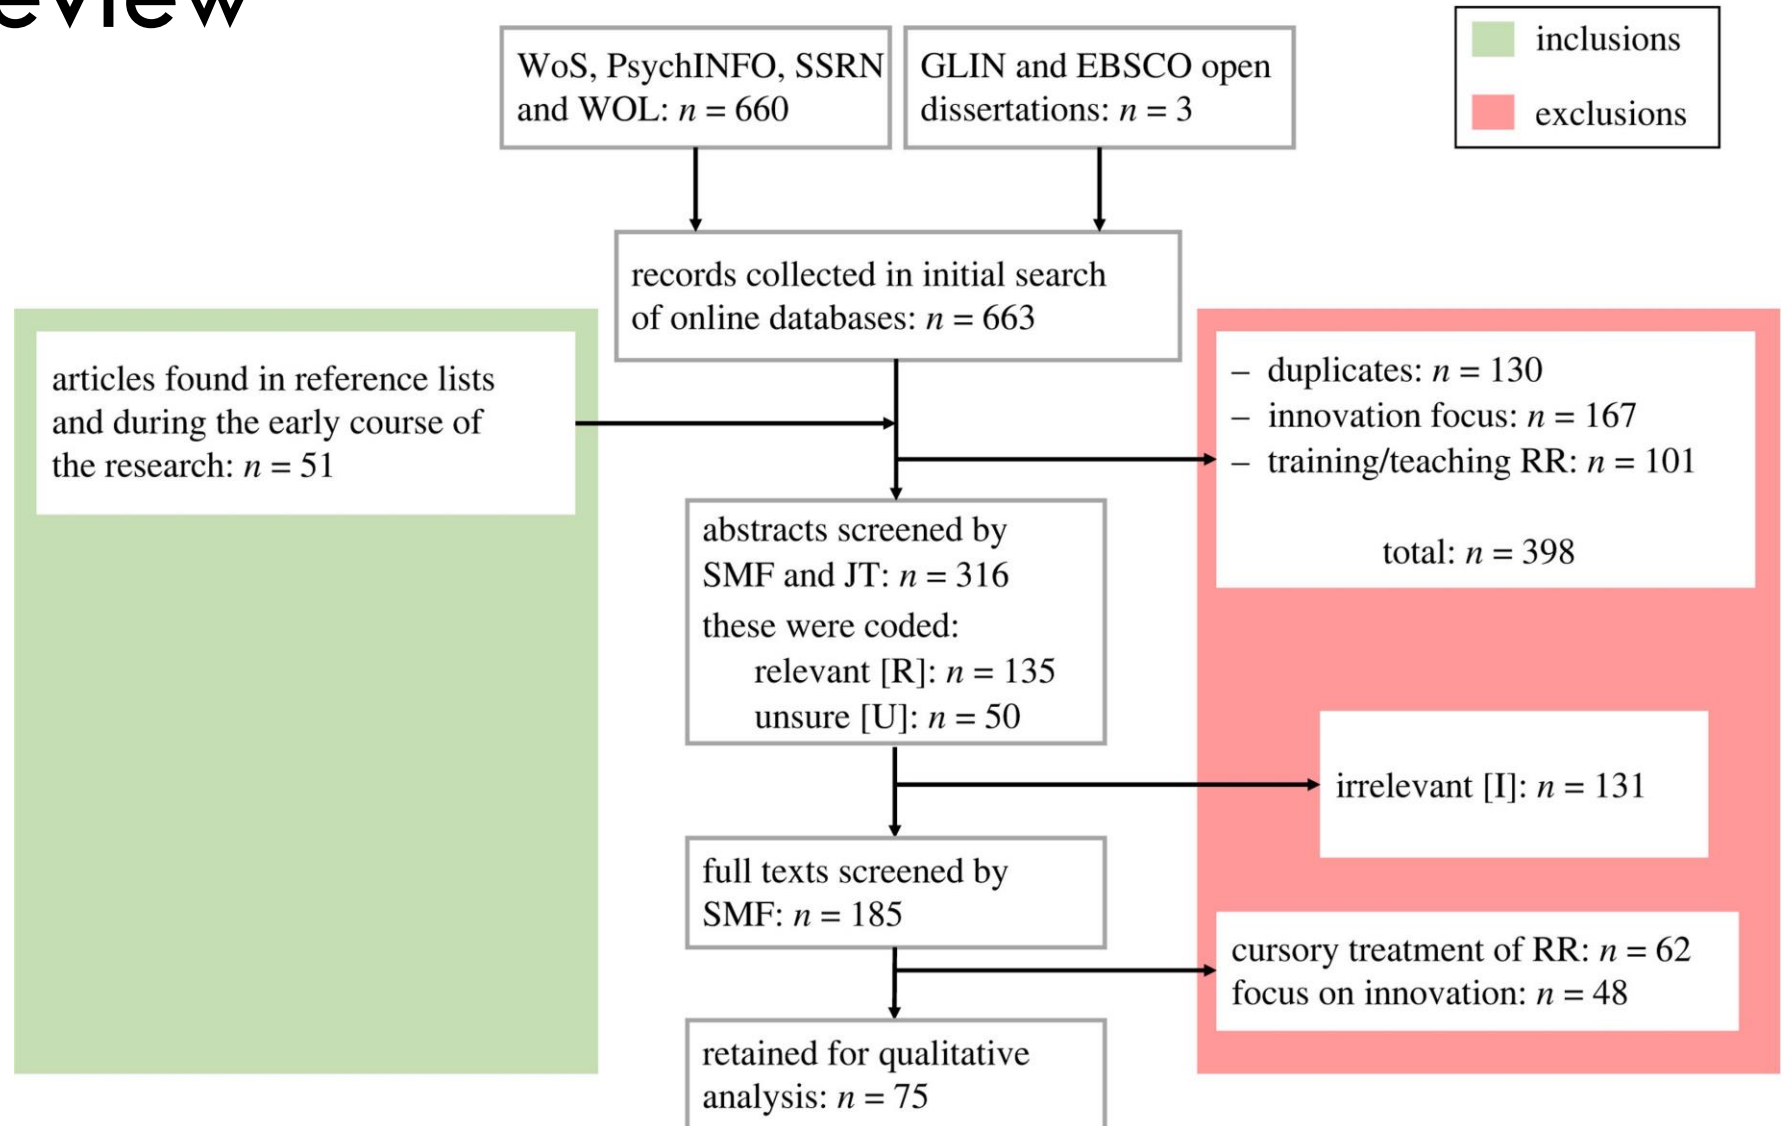 eview
WoS, PsychINFO, SSRN
and WOL: n = 660
GLIN and EBSCO open
dissertations: n = 3
inclusions
exclusions
records collected in initial search
of online databases: n = 663
articles found in reference lists
and during the early course of
the research: n = 51
– duplicates: n = 130
– innovation focus: n = 167
– training/teaching RR: n = 101
total: n = 398
abstracts screened by
SMF and JT: n = 316
these were coded:
relevant [R]: n = 135
unsure [U]: n = 50
irrelevant [I]: n = 131
full texts screened by
SMF: n = 185
cursory treatment of RR: n = 62
focus on innovation: n = 48
retained for qualitative
analysis: n = 75